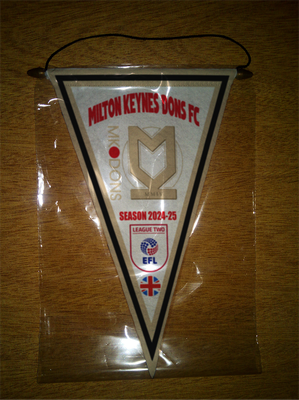 MILTON KEYNES DONS FC
MK DONS
SEASON 2024-25
LEAGUE TWO
EFL